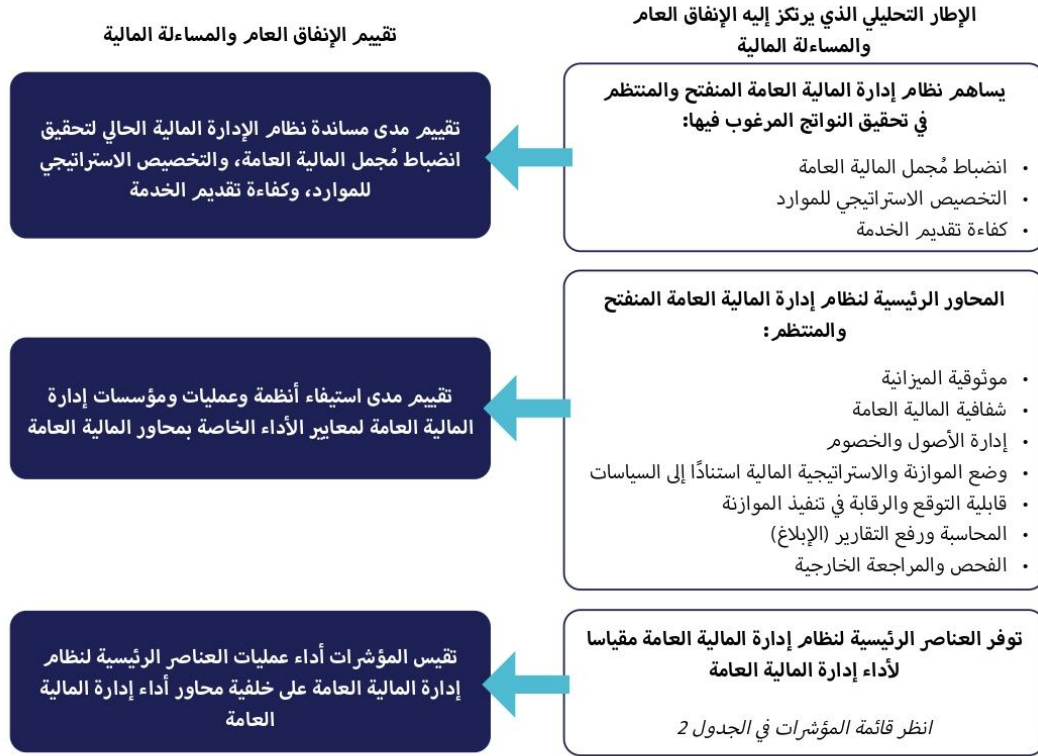 الإطار التحليلي الذي يرتكز إليه الإنفاق العام
والمساءلة المالية
تقييم الإنفاق العام والمساءلة المالية
يساهم نظام إدارة المالية العامة المنفتح والمنتظم
في تحقيق النواتج المرغوب فيها:
• انضباط مُجمل المالية العامة
• التخصيص الاستراتيجي للموارد
• كفاءة تقديم الخدمة
تقييم مدى مساندة نظام الإدارة المالية الحالي لتحقيق
انضباط مُجمل المالية العامة، والتخصيص الاستراتيجي
للموارد، وكفاءة تقديم الخدمة
المحاور الرئيسية لنظام إدارة المالية العامة المنفتح
والمنتظم:
• موثوقية الميزانية
• شفافية المالية العامة
• إدارة الأصول والخصوم
• وضع الموازنة والاستراتيجية المالية استنادًا إلى السياسات
• قابلية التوقع والرقابة في تنفيذ الموازنة
• المحاسبة ورفع التقارير (الإبلاغ)
• الفحص والمراجعة الخارجية
تقييم مدى استيفاء أنظمة وعمليات ومؤسسات إدارة
المالية العامة لمعايير الأداء الخاصة بمحاور المالية العامة
توفر العناصر الرئيسية لنظام إدارة المالية العامة مقياسا
لأداء إدارة المالية العامة
انظر قائمة المؤشرات في الجدول 2
تقيس المؤشرات أداء عمليات العناصر الرئيسية لنظام
إدارة المالية العامة على خلفية محاور أداء إدارة المالية
العامة